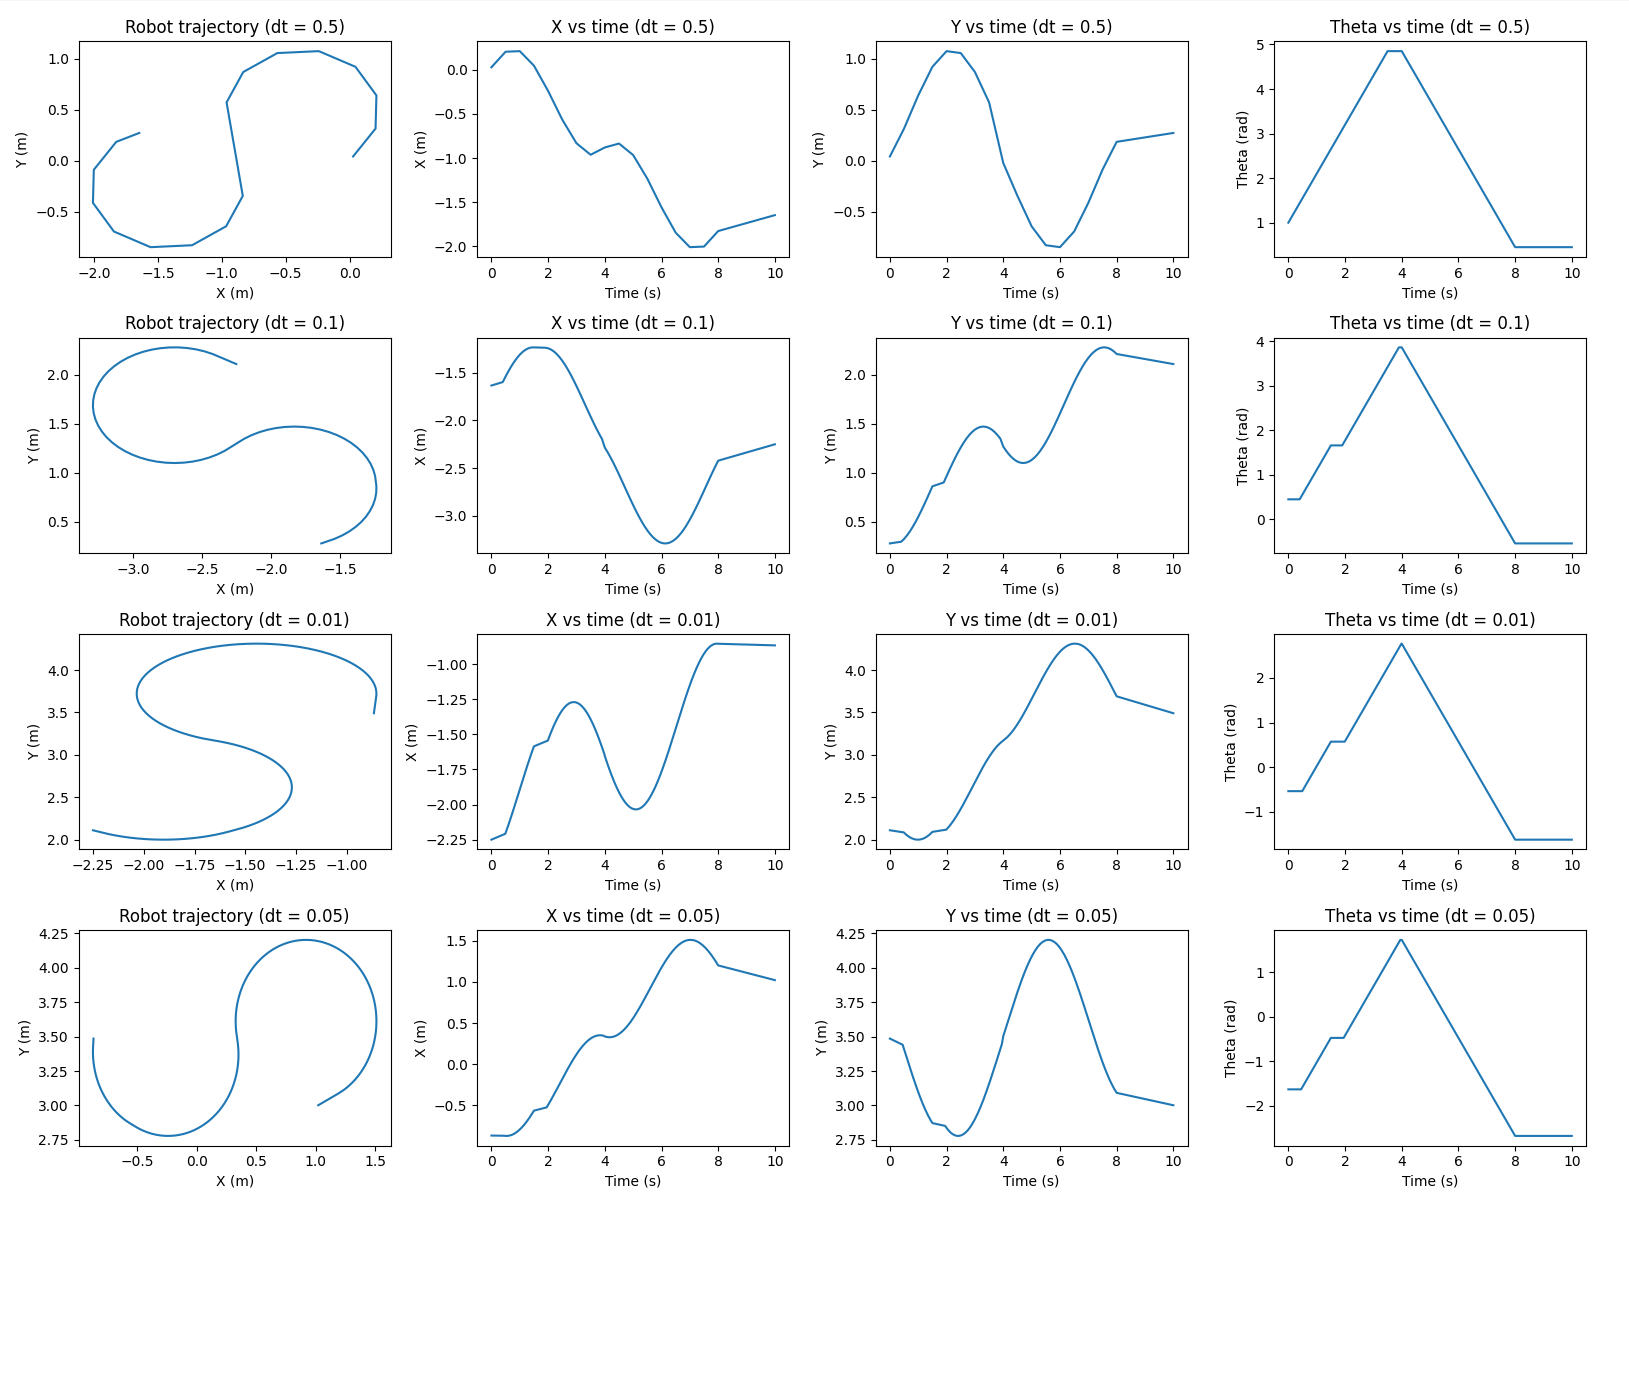 Robot trajectory (dt = 0.5) X vs time (dt = 0.5) Y vs time (dt = 0.5) Theta vs time (dt = 0.5)
1.0 0.5 0.0 −0.5
Y (m)
−2.0 −1.5 −1.0 −0.5 0.0
X (m)
0.0 −0.5 −1.0 −1.5 −2.0
X (m)
0 2 4 6 8 10
Time (s)
1.0 0.5 0.0 −0.5
Y (m)
0 2 4 6 8 10
Time (s)
5 4 3 2 1
Theta (rad)
0 2 4 6 8 10
Time (s)
Robot trajectory (dt = 0.1) X vs time (dt = 0.1) Y vs time (dt = 0.1) Theta vs time (dt = 0.1)
2.0 1.5 1.0 0.5
Y (m)
−3.0 −2.5 −2.0 −1.5
X (m)
−1.5 −2.0 −2.5 −3.0
X (m)
0 2 4 6 8 10
Time (s)
2.0 1.5 1.0 0.5
Y (m)
0 2 4 6 8 10
Time (s)
4 3 2 1 0
Theta (rad)
0 2 4 6 8 10
Time (s)
Robot trajectory (dt = 0.01) X vs time (dt = 0.01) Y vs time (dt = 0.01) Theta vs time (dt = 0.01)
4.0 3.5 3.0 2.5 2.0
Y (m)
−2.25 −2.00 −1.75 −1.50 −1.25 −1.00
X (m)
−1.00 −1.25 −1.50 −1.75 −2.00 −2.25
X (m)
0 2 4 6 8 10
Time (s)
4.0 3.5 3.0 2.5 2.0
Y (m)
0 2 4 6 8 10
Time (s)
2 1 0 −1
Theta (rad)
0 2 4 6 8 10
Time (s)
Robot trajectory (dt = 0.05) X vs time (dt = 0.05) Y vs time (dt = 0.05) Theta vs time (dt = 0.05)
4.25 4.00 3.75 3.50 3.25 3.00 2.75
Y (m)
−0.5 0.0 0.5 1.0 1.5
X (m)
1.5 1.0 0.5 0.0 −0.5
X (m)
0 2 4 6 8 10
Time (s)
4.25 4.00 3.75 3.50 3.25 3.00 2.75
Y (m)
0 2 4 6 8 10
Time (s)
1 0 −1 −2
Theta (rad)
0 2 4 6 8 10
Time (s)